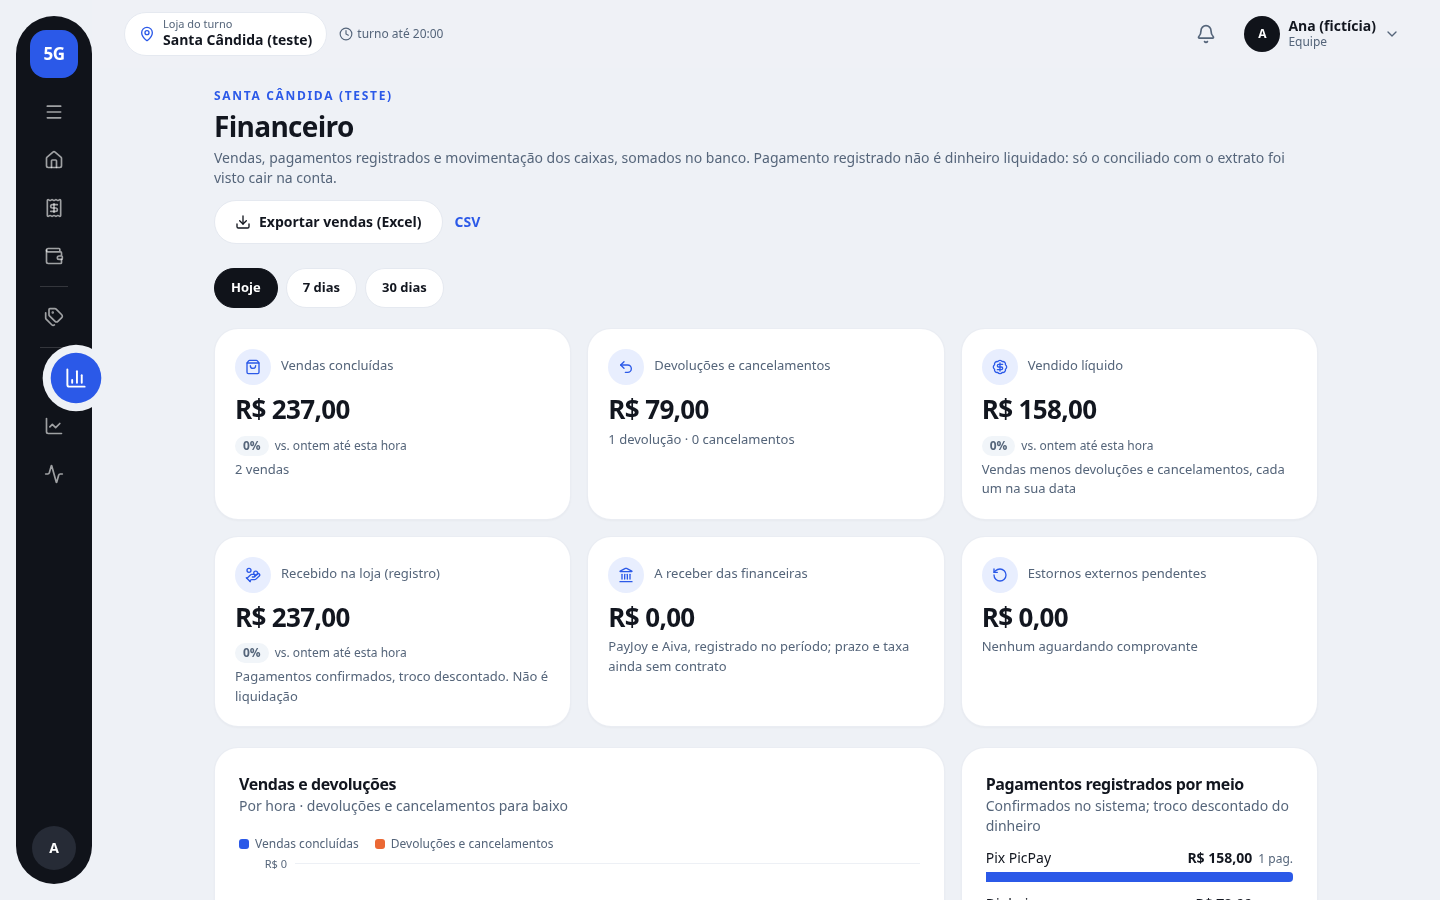 5G
Loja do turno
Santa Cândida (teste)
turno até 20:00
A
Ana (fictícia)
Equipe
SANTA CÂNDIDA (TESTE)
Financeiro
Vendas, pagamentos registrados e movimentação dos caixas, somados no banco. Pagamento registrado não é dinheiro liquidado: só o conciliado com o extrato foi
visto cair na conta.
Exportar vendas (Excel)
CSV
Hoje
7 dias
30 dias
Vendas concluídas
R$ 237,00
0% vs. ontem até esta hora
2 vendas
Devoluções e cancelamentos
R$ 79,00
1 devolução · 0 cancelamentos
Vendido líquido
R$ 158,00
0% vs. ontem até esta hora
Vendas menos devoluções e cancelamentos, cada
um na sua data
Recebido na loja (registro)
R$ 237,00
0% vs. ontem até esta hora
Pagamentos confirmados, troco descontado. Não é
liquidação
A receber das financeiras
R$ 0,00
PayJoy e Aiva, registrado no período; prazo e taxa
ainda sem contrato
Estornos externos pendentes
R$ 0,00
Nenhum aguardando comprovante
Vendas e devoluções
Por hora · devoluções e cancelamentos para baixo
Vendas concluídas
Devoluções e cancelamentos
R$ 0
Pagamentos registrados por meio
Confirmados no sistema; troco descontado do
dinheiro
Pix PicPay R$ 158,00 1 pag.
A